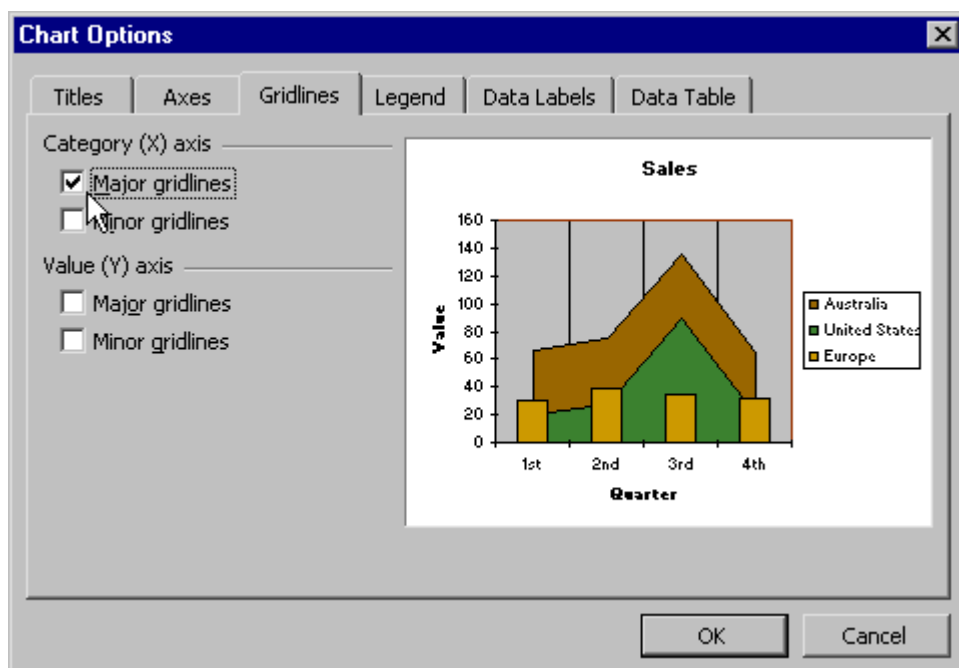 Chart Options
Titles Axes Gridlines Legend Data Labels Data Table
Category (X) axis
Major gridlines
Minor gridlines
Value (Y) axis
Major gridlines
Minor gridlines
Sales
160
140
120
100
80
60
40
20
0
Value
1st 2nd 3rd 4th
Quarter
Australia
United States
Europe
OK Cancel